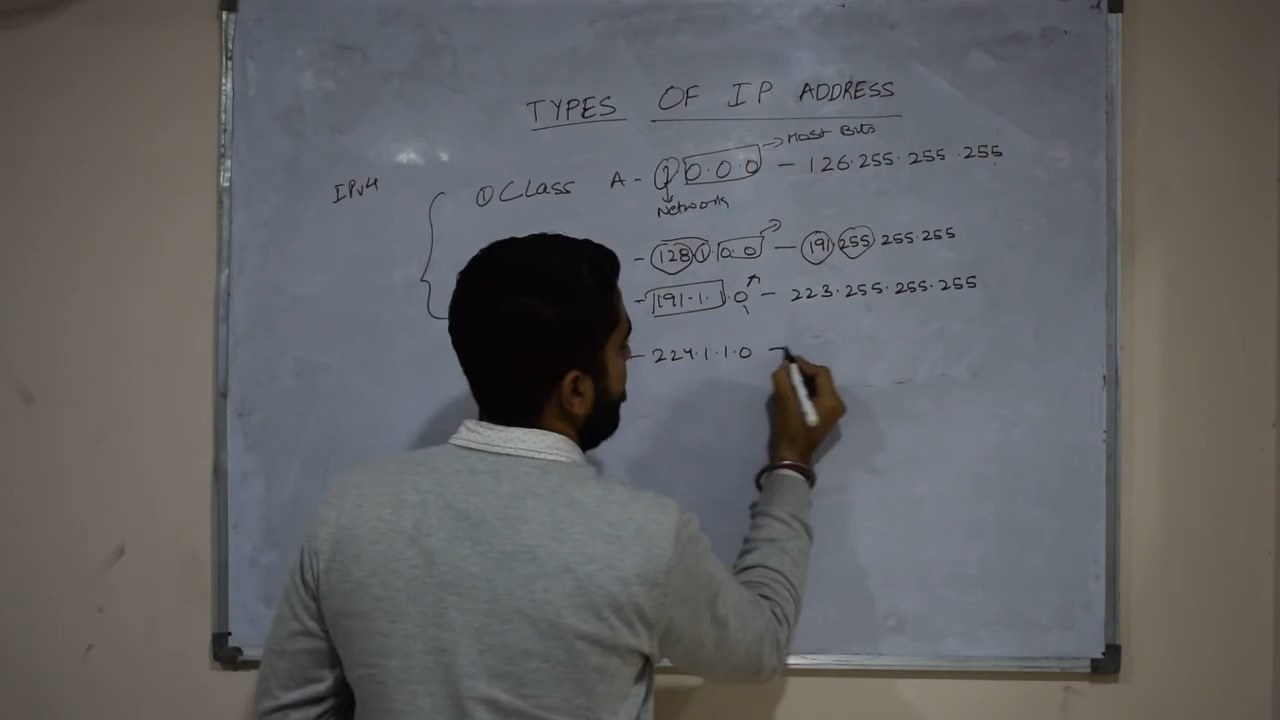 TYPES OF IP ADDRESS
→ Host Bits
IPv4 ① Class A - 1 0.0.0 - 126.255.255.255
Network
- 128 1 0.0 - 191.255 255.255
- 191.1.1.0 - 223.255.255.255
- 224.1.1.0 -